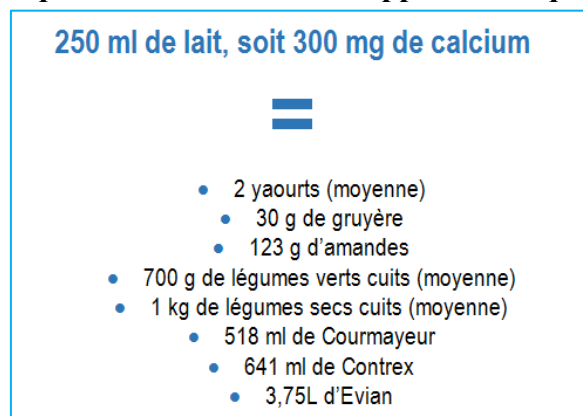 250 ml de lait, soit 300 mg de calcium
=
• 2 yaourts (moyenne)
• 30 g de gruyère
• 123 g d’amandes
• 700 g de légumes verts cuits (moyenne)
• 1 kg de légumes secs cuits (moyenne)
• 518 ml de Courmayeur
• 641 ml de Contrex
• 3,75L d’Evian